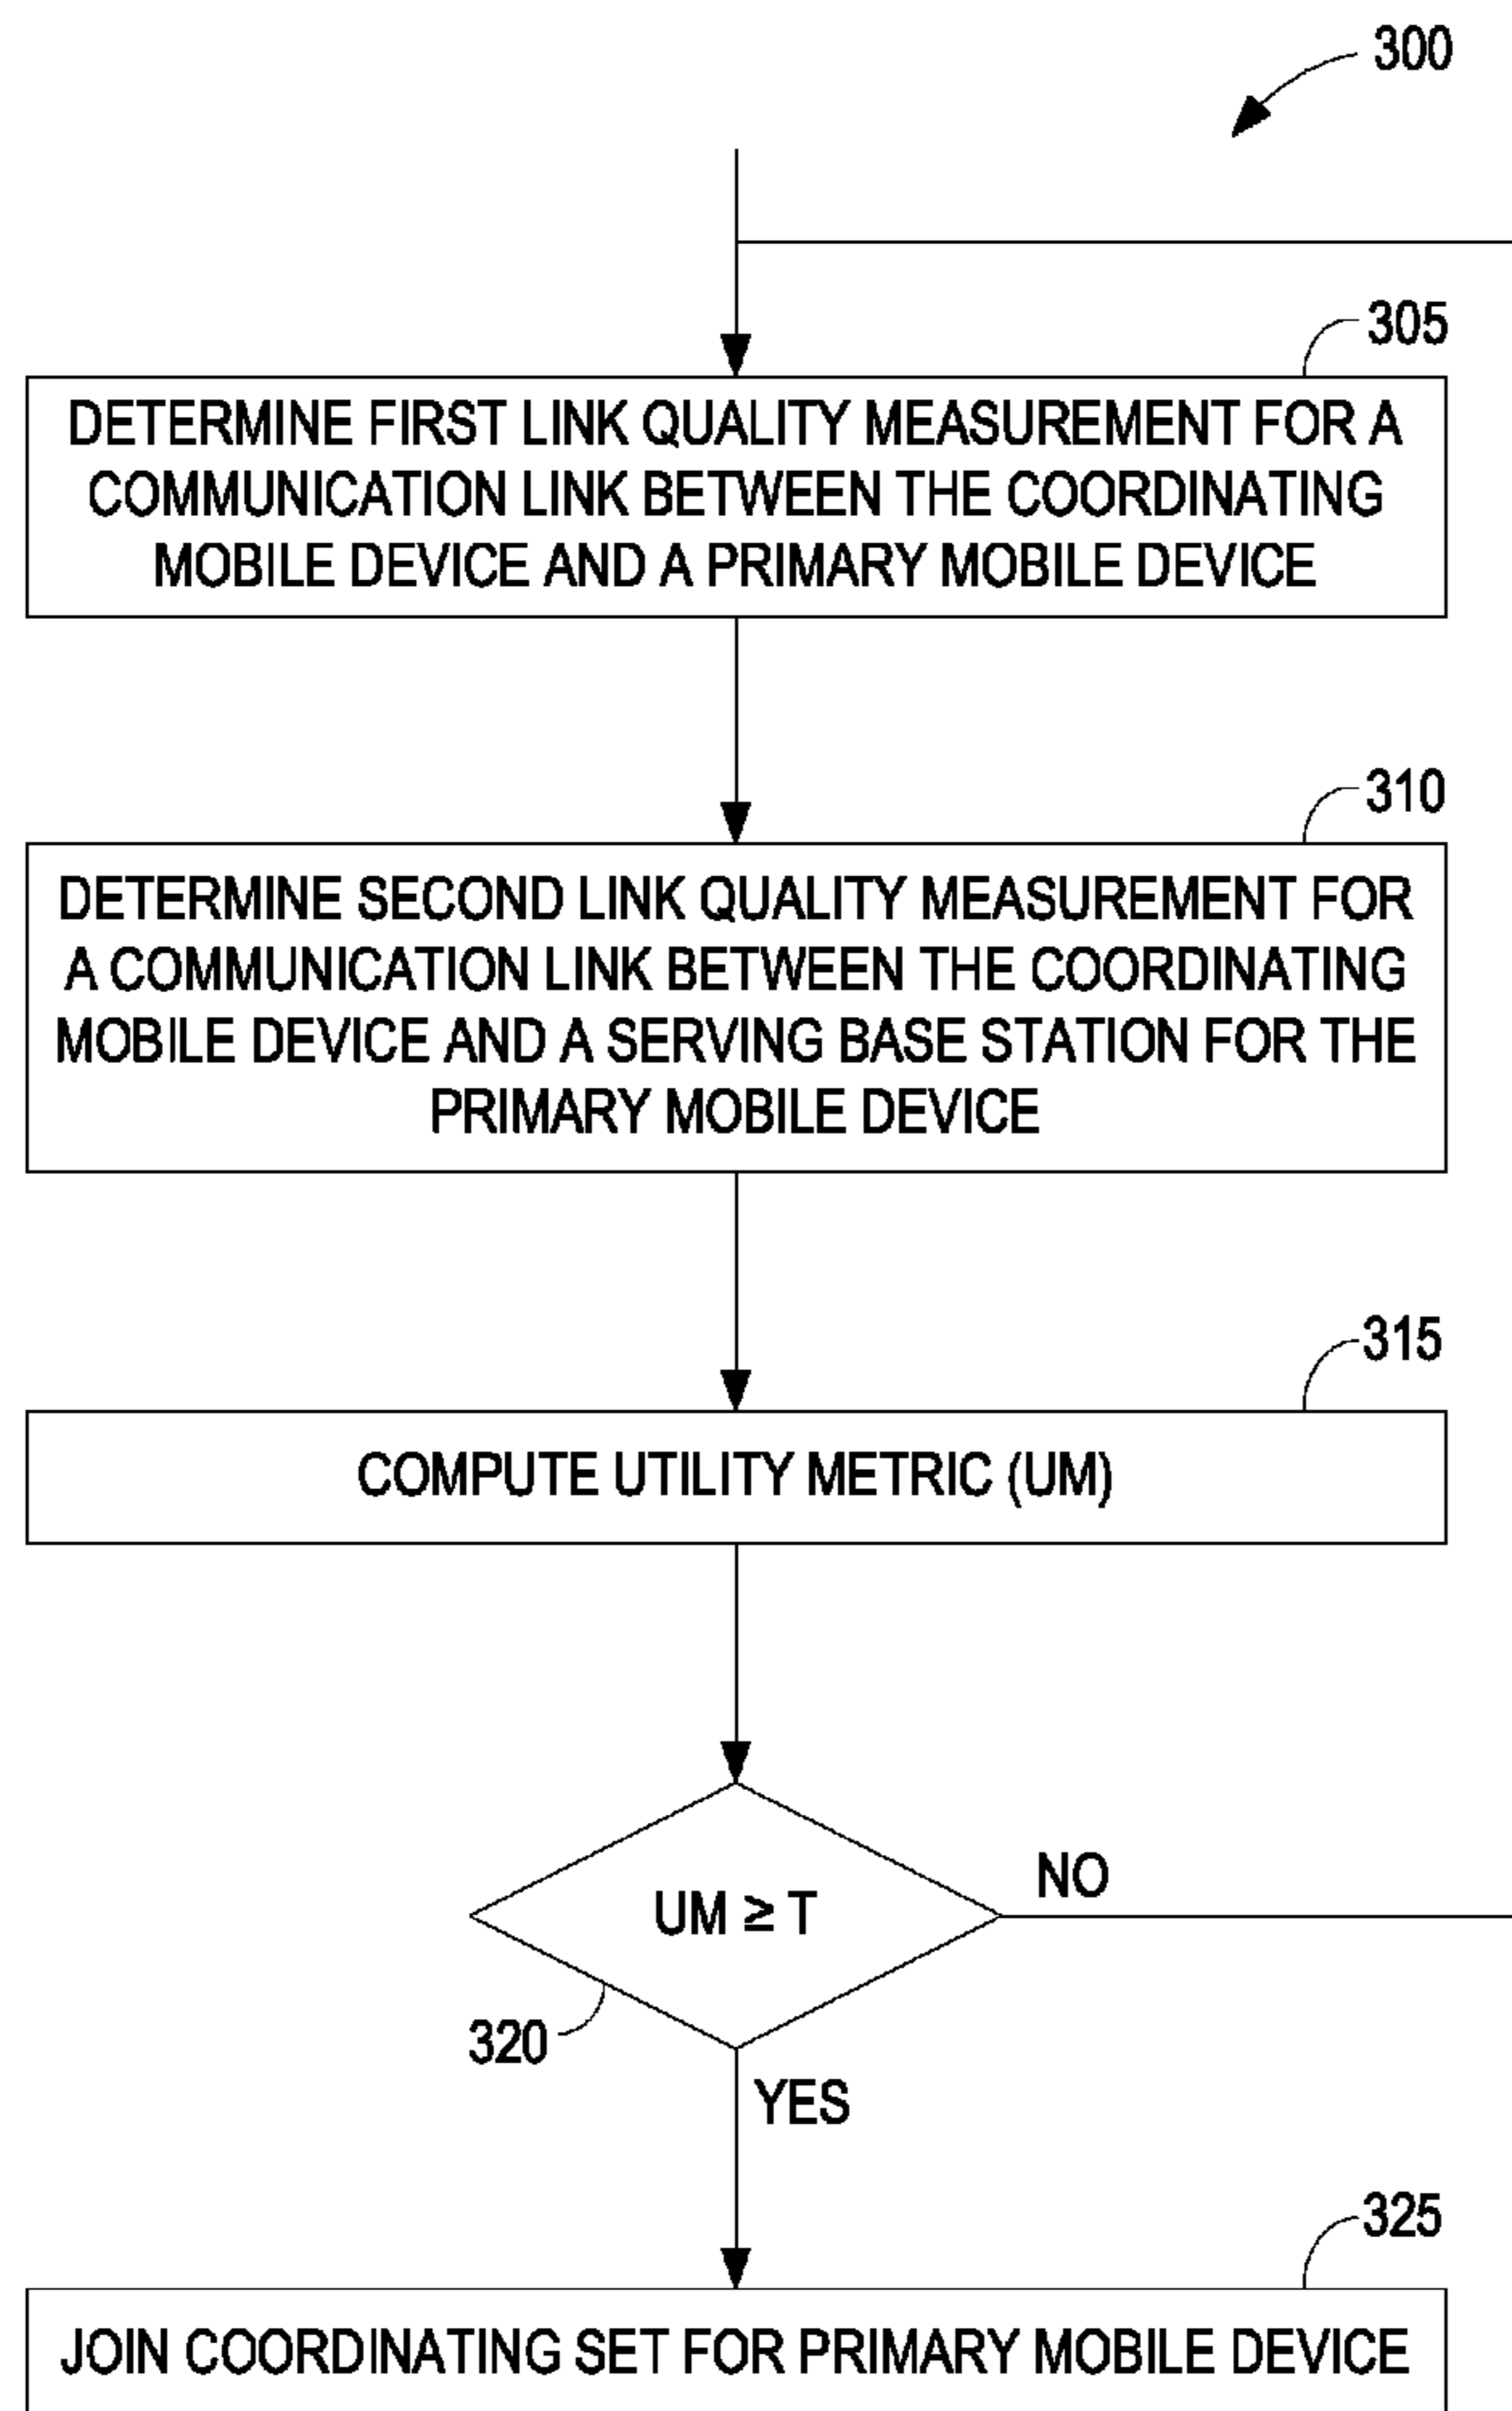 300
305
DETERMINE FIRST LINK QUALITY MEASUREMENT FOR A
COMMUNICATION LINK BETWEEN THE COORDINATING
MOBILE DEVICE AND A PRIMARY MOBILE DEVICE
310
DETERMINE SECOND LINK QUALITY MEASUREMENT FOR
A COMMUNICATION LINK BETWEEN THE COORDINATING
MOBILE DEVICE AND A SERVING BASE STATION FOR THE
PRIMARY MOBILE DEVICE
315
COMPUTE UTILITY METRIC (UM)
UM ≥ T
NO
320
YES
325
JOIN COORDINATING SET FOR PRIMARY MOBILE DEVICE